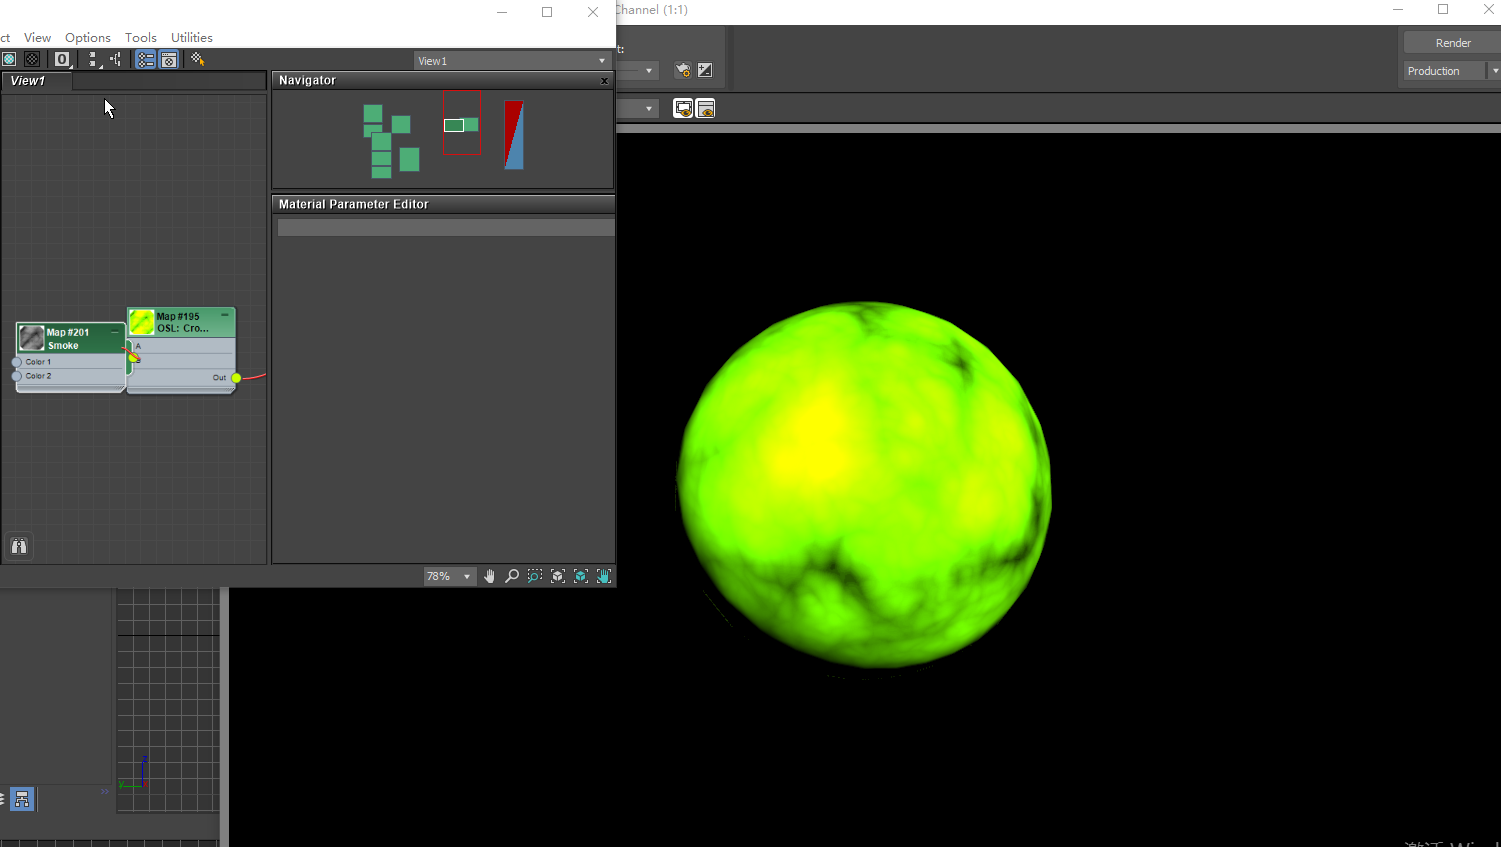 Channel (1:1)
ct View Options Tools Utilities
t:
Render
Production
0
View1
View1
Navigator
x
Material Parameter Editor
Map #195
OSL: Cro...
Map #201
Smoke
A
Color 1
Color 2
Out
78%
z
y